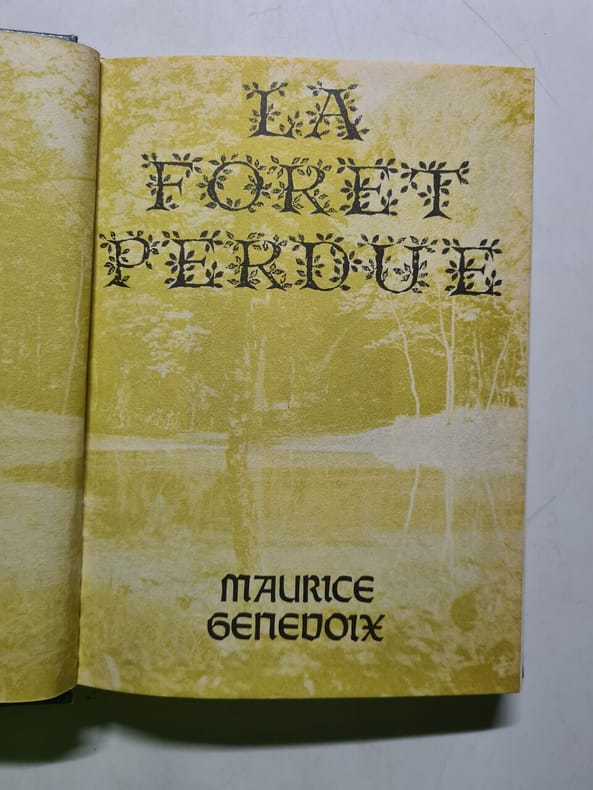 LA
FORET
PERDUE
MAURICE
GENEVOIX